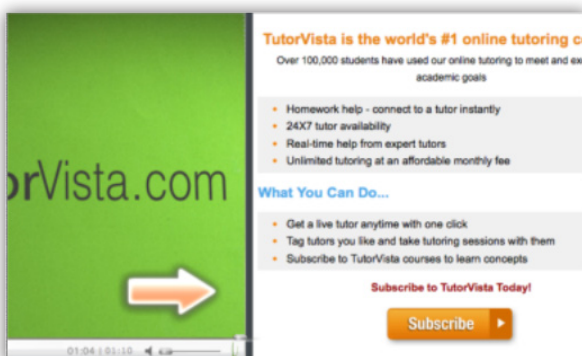 orVista.com
01:04 | 01:10
TutorVista is the world's #1 online tutoring
Over 100,000 students have used our online tutoring to meet and
academic goals
Homework help - connect to a tutor instantly
24X7 tutor availability
Real-time help from expert tutors
Unlimited tutoring at an affordable monthly fee
What You Can Do...
Get a live tutor anytime with one click
Tag tutors you like and take tutoring sessions with them
Subscribe to TutorVista courses to learn concepts
Subscribe to TutorVista Today!
Subscribe